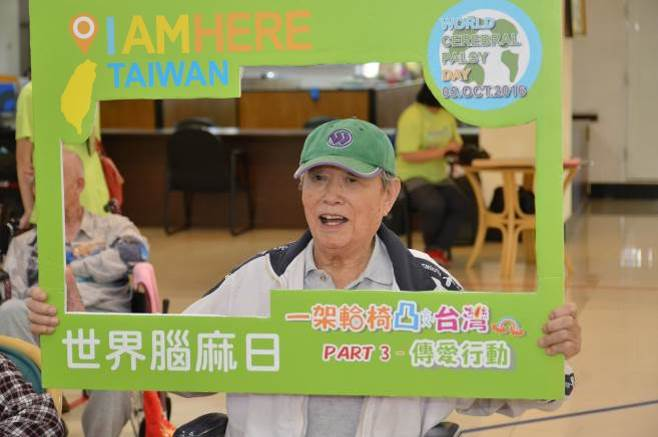 I AM HERE
TAIWAN
WORLD
CEREBRAL
PALSY
DAY
一架輪椅凸台灣
世界腦麻日
PART 3 - 傳愛行動